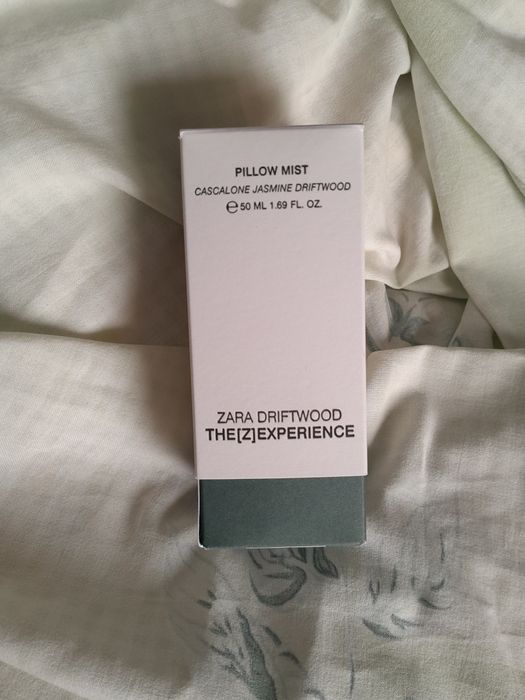 PILLOW MIST
CASCALONE JASMINE DRIFTWOOD
℮ 50 ML 1.69 FL. OZ.
ZARA DRIFTWOOD
THE[Z]EXPERIENCE